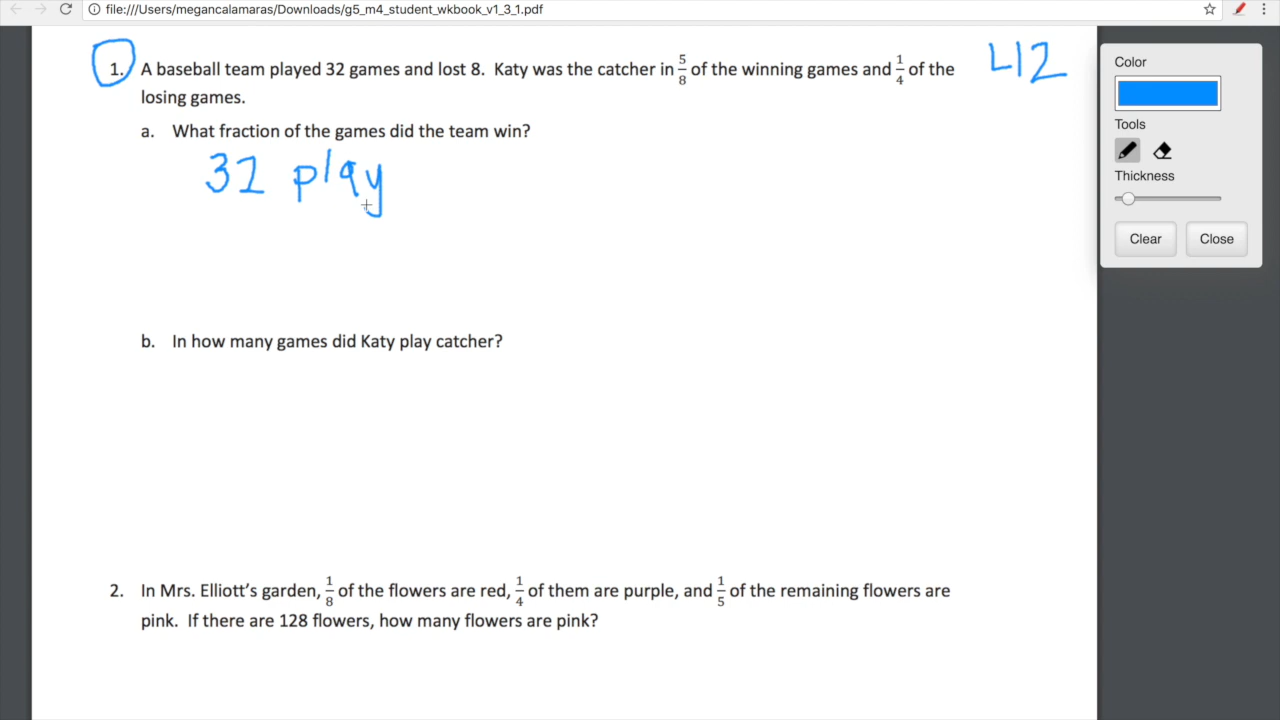 file:///Users/megancalamaras/Downloads/g5_m4_student_wkbook_v1_3_1.pdf
1. A baseball team played 32 games and lost 8. Katy was the catcher in 5/8 of the winning games and 1/4 of the
losing games.
L12
a. What fraction of the games did the team win?
32 play
b. In how many games did Katy play catcher?
2. In Mrs. Elliott’s garden, 1/8 of the flowers are red, 1/4 of them are purple, and 1/5 of the remaining flowers are
pink. If there are 128 flowers, how many flowers are pink?
Color
Tools
Thickness
Clear
Close